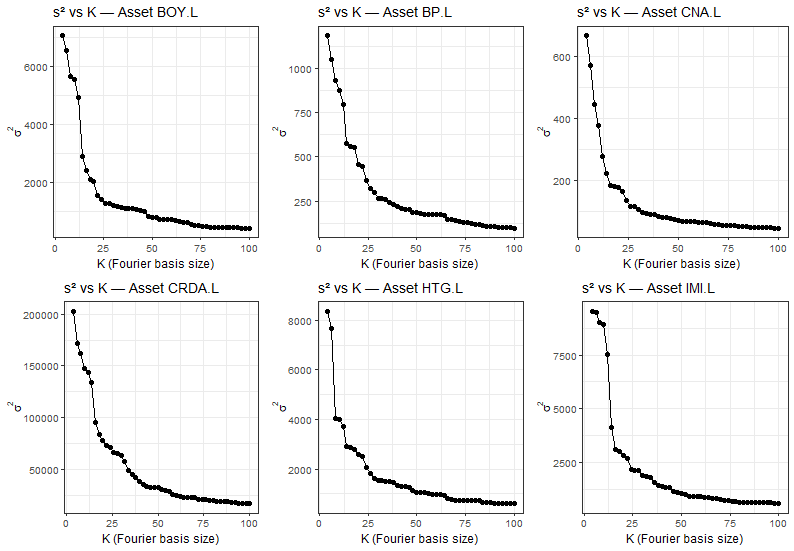 s² vs K — Asset BOY.L
6000
4000
2000
σ²
0 25 50 75 100
K (Fourier basis size)
s² vs K — Asset BP.L
1000
750
500
250
σ²
0 25 50 75 100
K (Fourier basis size)
s² vs K — Asset CNA.L
600
400
200
σ²
0 25 50 75 100
K (Fourier basis size)
s² vs K — Asset CRDA.L
200000
150000
100000
50000
σ²
0 25 50 75 100
K (Fourier basis size)
s² vs K — Asset HTG.L
8000
6000
4000
2000
σ²
0 25 50 75 100
K (Fourier basis size)
s² vs K — Asset IMI.L
7500
5000
2500
σ²
0 25 50 75 100
K (Fourier basis size)